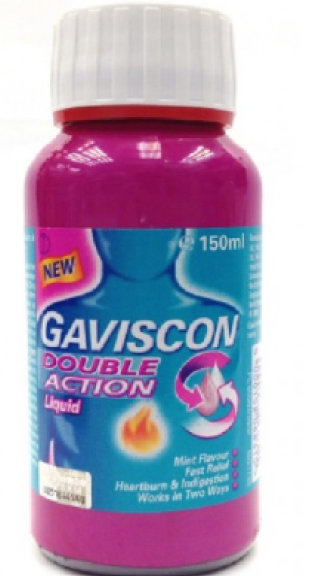 ℮ 150ml
NEW
GAVISCON
DOUBLE
ACTION
Liquid
Mint Flavour
Fast Relief
Heartburn & Indigestion
Works in Two Ways